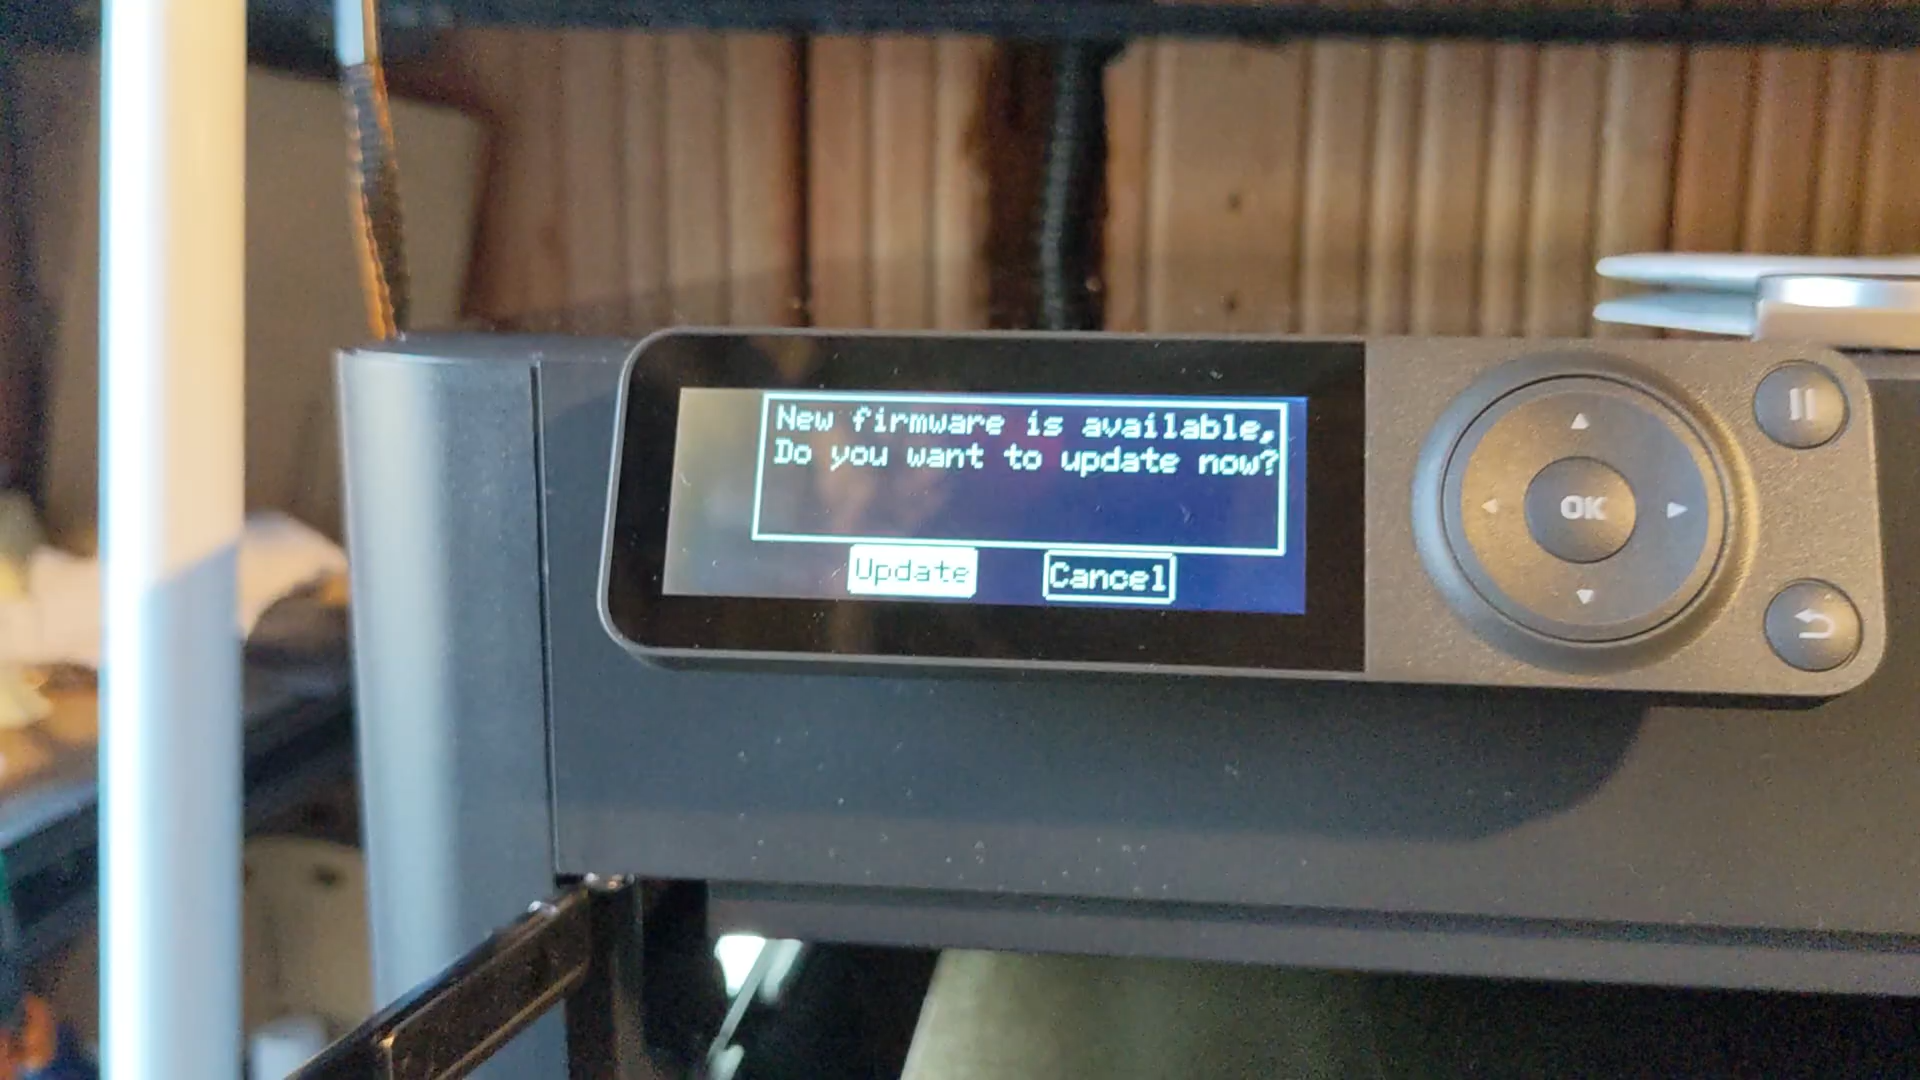 New firmware is available,
Do you want to update now?
Update
Cancel
OK